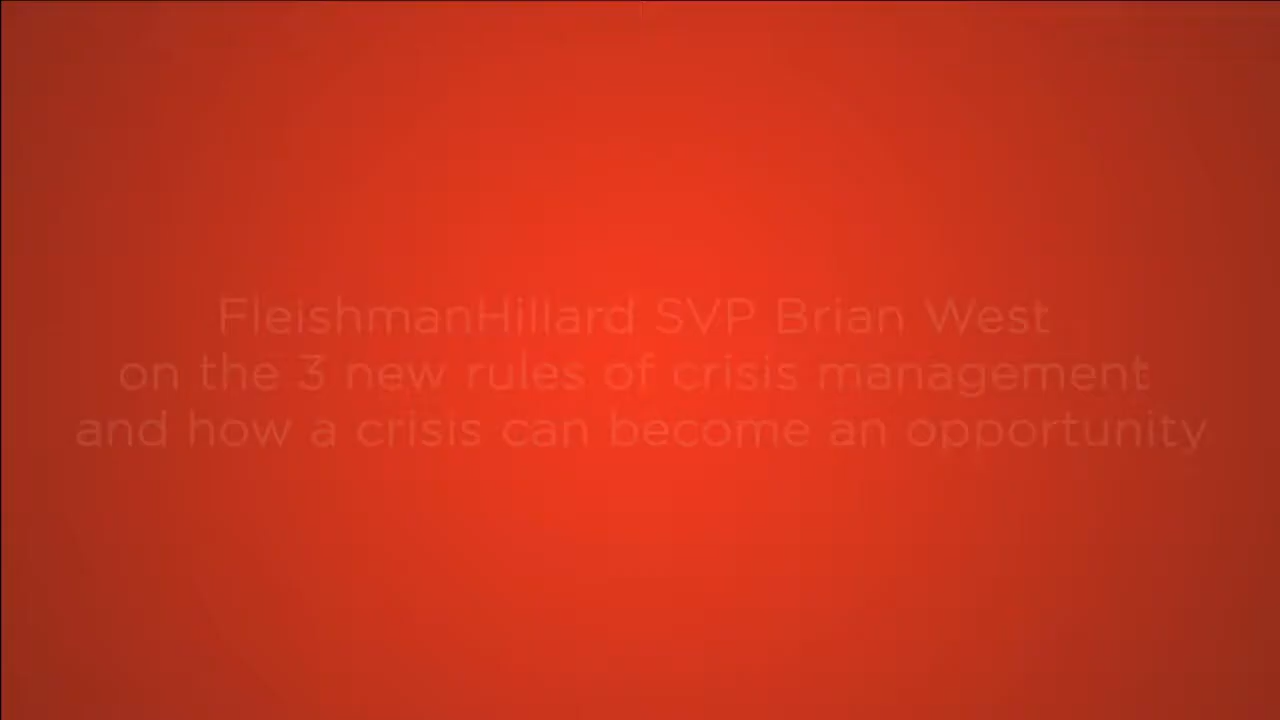 FleishmanHillard SVP Brian West
on the 3 new rules of crisis management
and how a crisis can become an opportunity